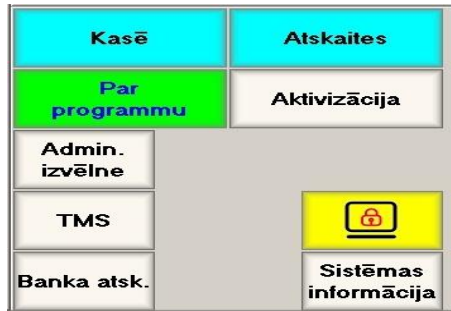 Kasē
Atskaites
Par
programmu
Aktivizācija
Admin.
izvēlne
TMS
Banka atsk.
Sistēmas
informācija